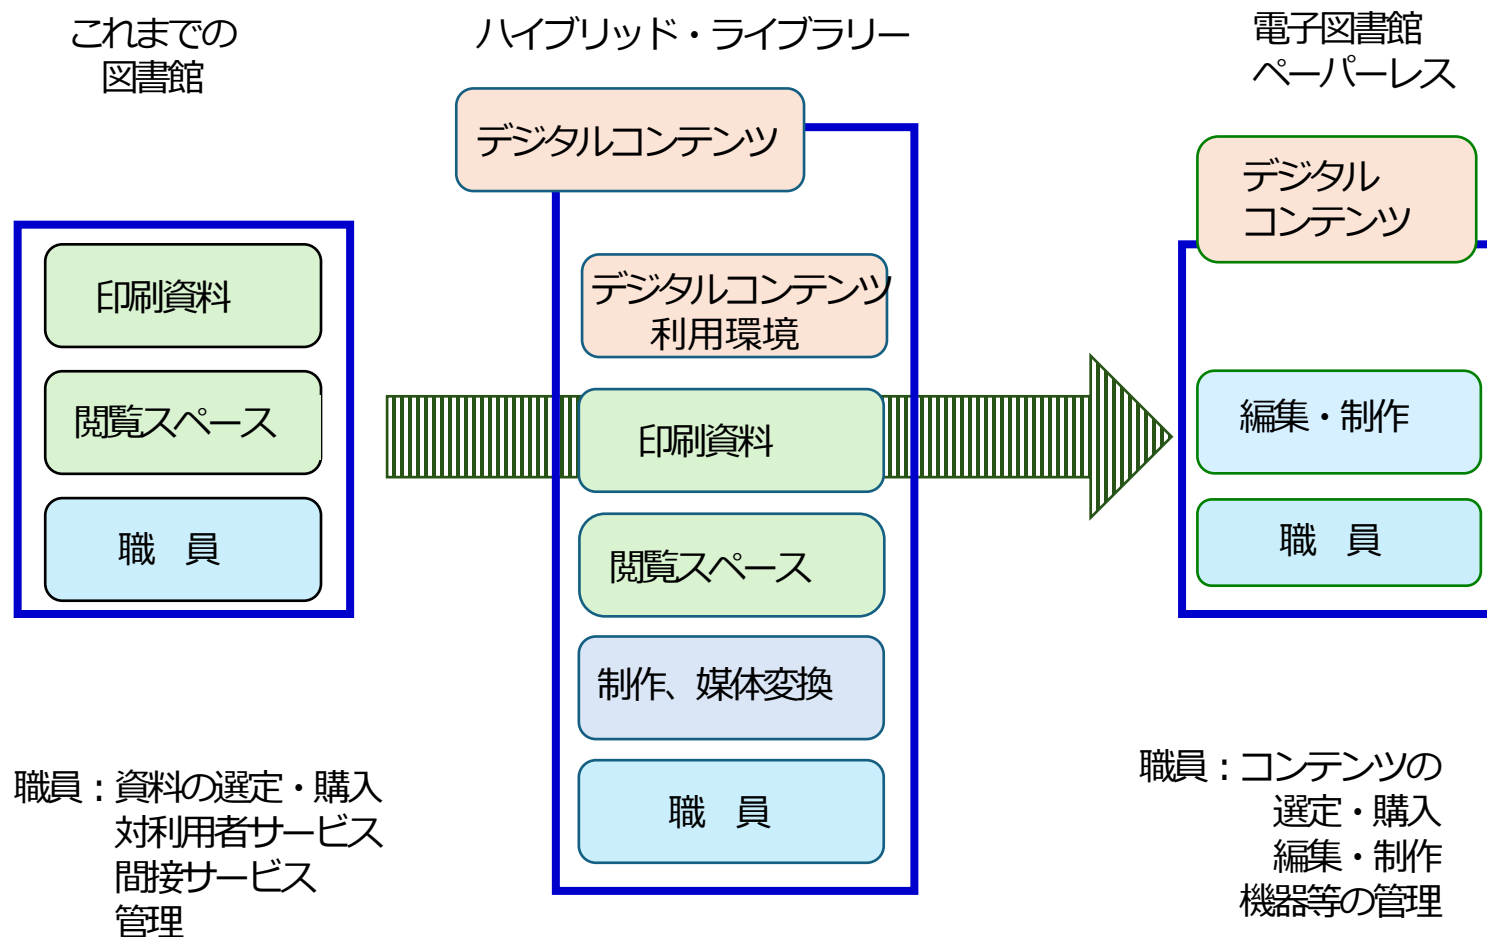 これまでの
図書館
ハイブリッド・ライブラリー
電子図書館
ペーパーレス
デジタルコンテンツ
デジタル
コンテンツ
印刷資料
閲覧スペース
職　員
デジタルコンテンツ
利用環境
印刷資料
閲覧スペース
制作、媒体変換
職　員
編集・制作
職　員
職員：資料の選定・購入
対利用者サービス
間接サービス
管理
職員：コンテンツの
選定・購入
編集・制作
機器等の管理